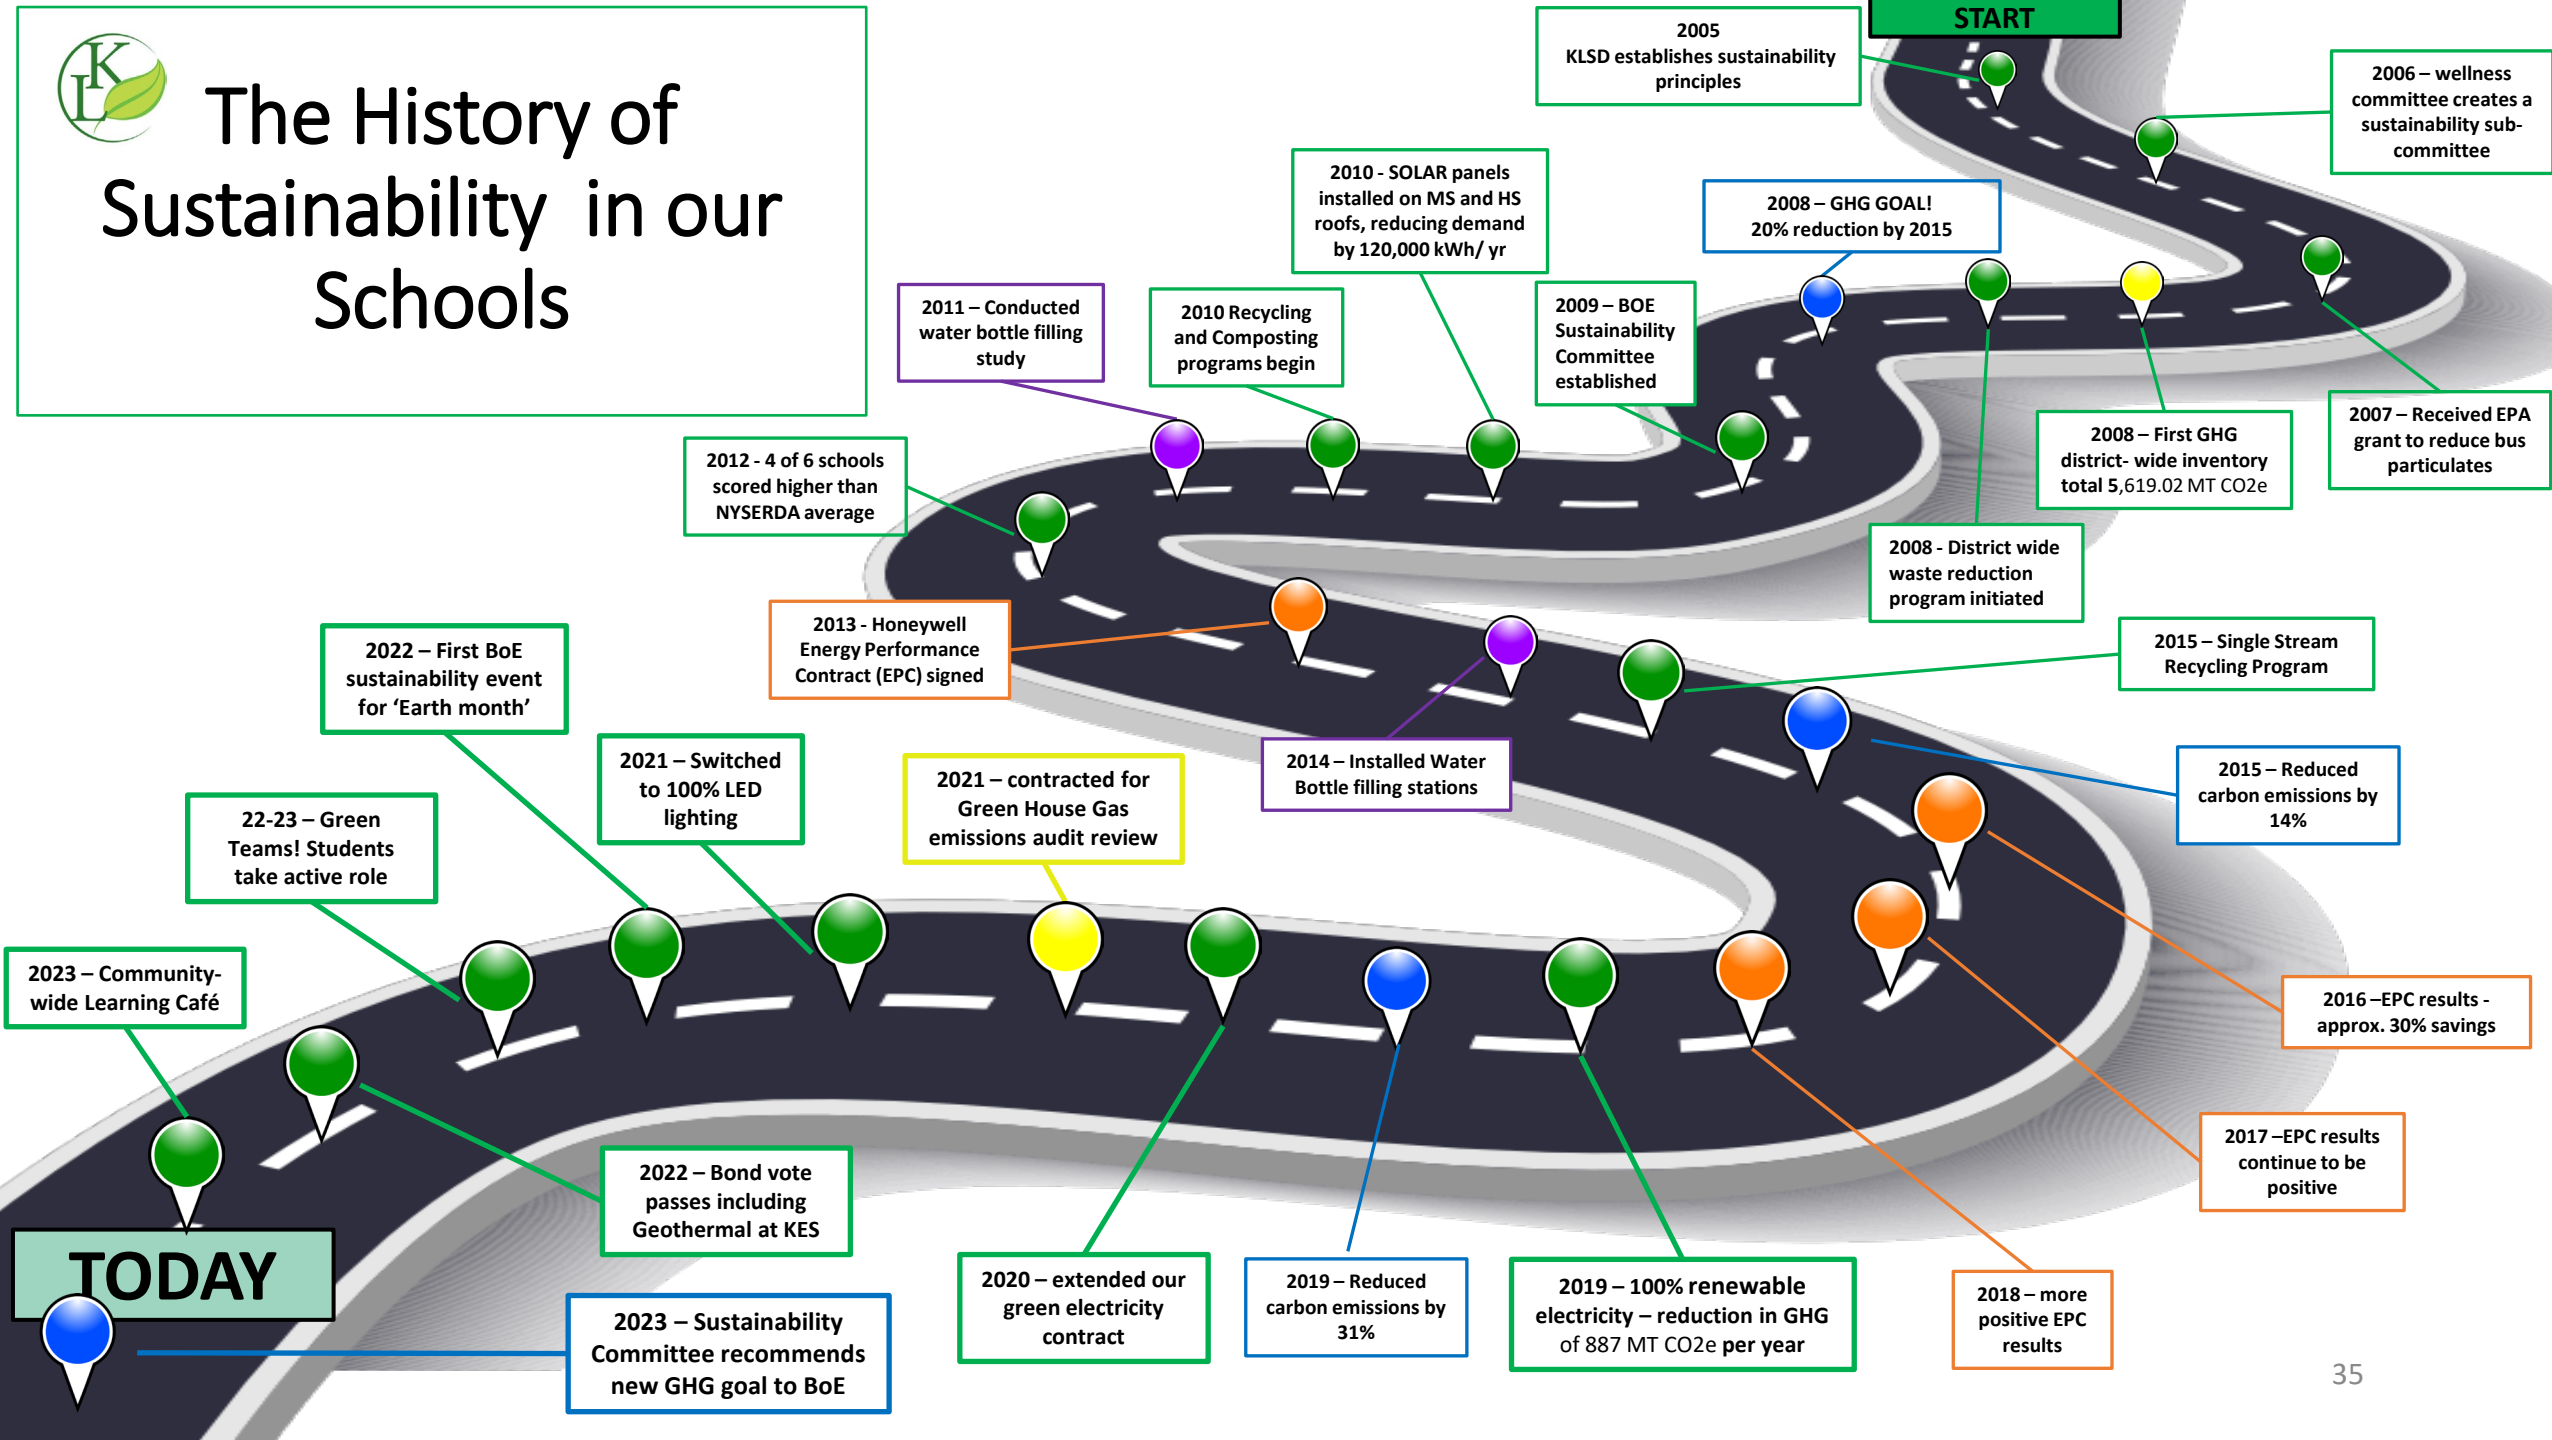 KL
The History of
Sustainability in our
Schools
START
2005
KLSD establishes sustainability
principles
2006 – wellness
committee creates a
sustainability sub-
committee
2007 – Received EPA
grant to reduce bus
particulates
2008 – First GHG
district- wide inventory
total 5,619.02 MT CO2e
2008 - District wide
waste reduction
program initiated
2008 – GHG GOAL!
20% reduction by 2015
2009 – BOE
Sustainability
Committee
established
2010 - SOLAR panels
installed on MS and HS
roofs, reducing demand
by 120,000 kWh/ yr
2010 Recycling
and Composting
programs begin
2011 – Conducted
water bottle filling
study
2012 - 4 of 6 schools
scored higher than
NYSERDA average
2013 - Honeywell
Energy Performance
Contract (EPC) signed
2014 – Installed Water
Bottle filling stations
2015 – Single Stream
Recycling Program
2015 – Reduced
carbon emissions by
14%
2016 –EPC results -
approx. 30% savings
2017 –EPC results
continue to be
positive
2018 – more
positive EPC
results
2019 – 100% renewable
electricity – reduction in GHG
of 887 MT CO2e per year
2019 – Reduced
carbon emissions by
31%
2020 – extended our
green electricity
contract
2021 – contracted for
Green House Gas
emissions audit review
2021 – Switched
to 100% LED
lighting
2022 – First BoE
sustainability event
for ‘Earth month’
22-23 – Green
Teams! Students
take active role
2022 – Bond vote
passes including
Geothermal at KES
2023 – Community-
wide Learning Café
TODAY
2023 – Sustainability
Committee recommends
new GHG goal to BoE
35